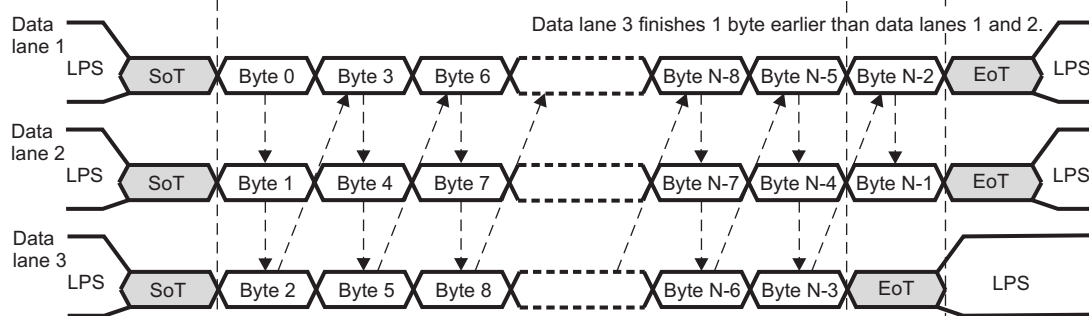 Data lane 3 finishes 1 byte earlier than data lanes 1 and 2.
Data
lane 1
LPS
SoT
Byte 0
Byte 3
Byte 6
Byte N-8
Byte N-5
Byte N-2
EoT
LPS
Data
lane 2
LPS
SoT
Byte 1
Byte 4
Byte 7
Byte N-7
Byte N-4
Byte N-1
EoT
LPS
Data
lane 3
LPS
SoT
Byte 2
Byte 5
Byte 8
Byte N-6
Byte N-3
EoT
LPS